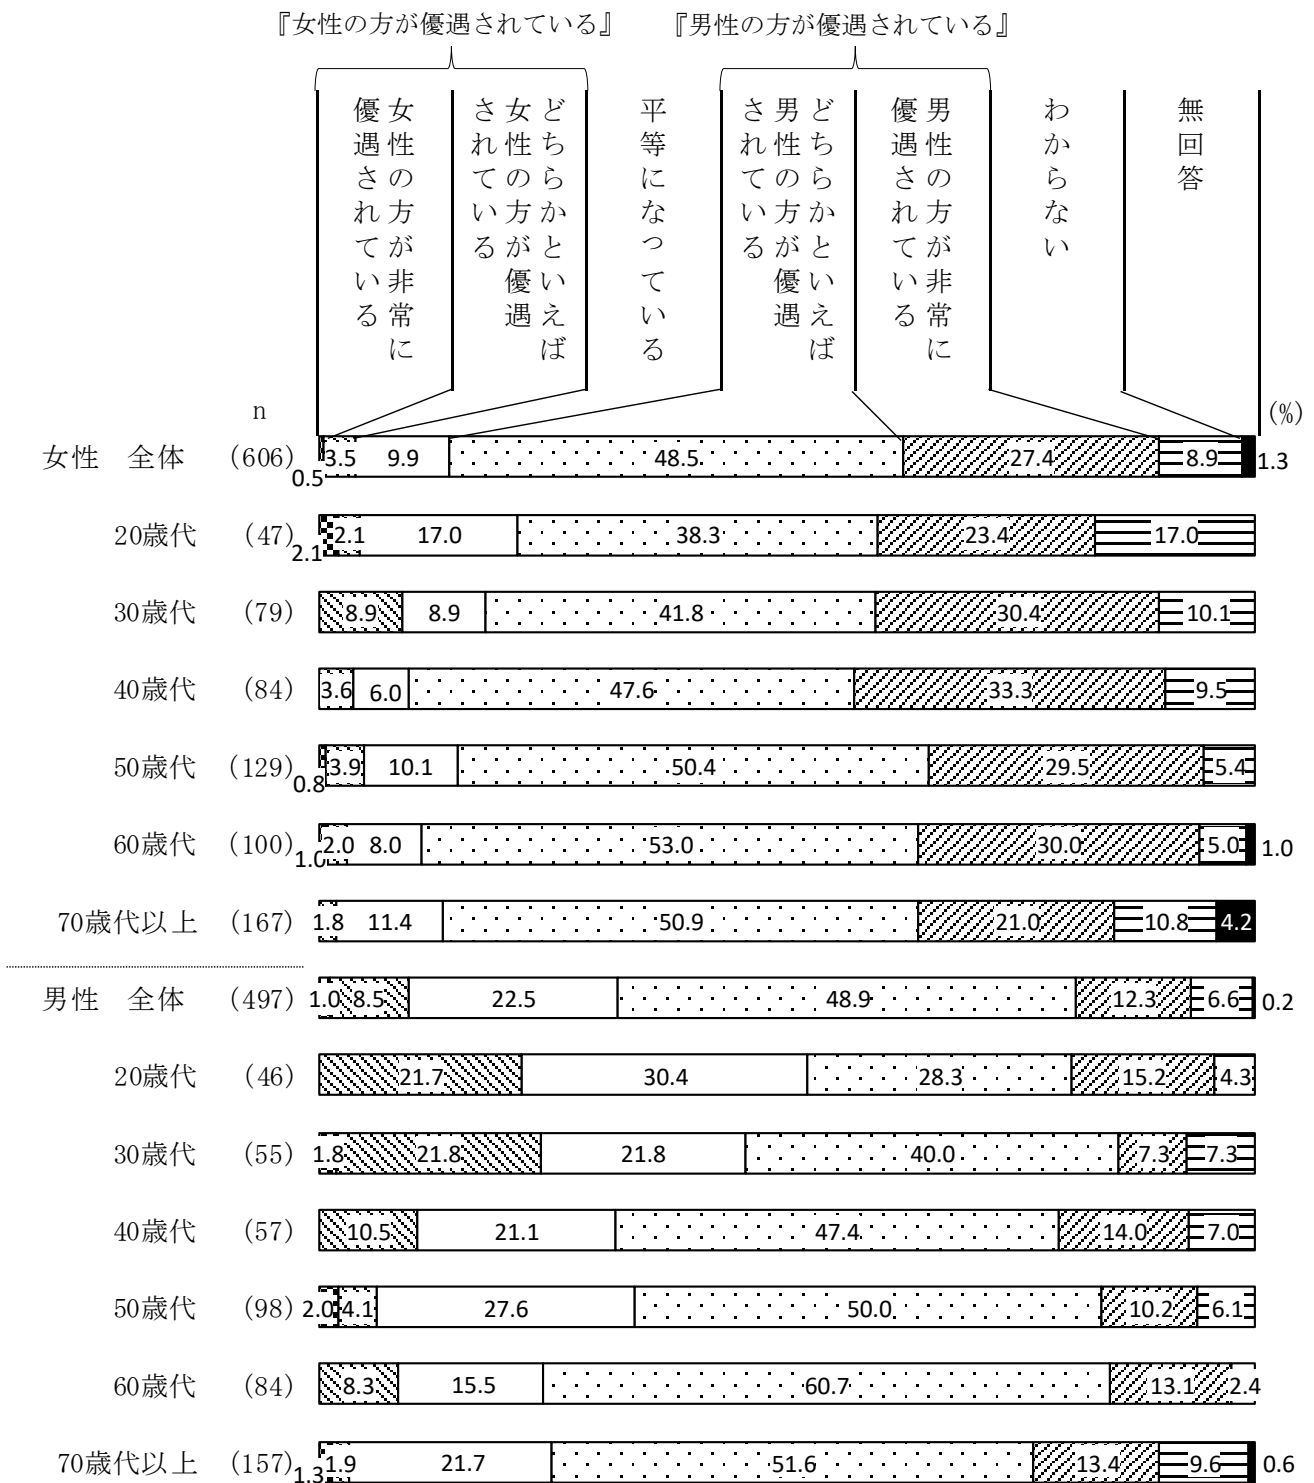 『女性の方が優遇されている』 『男性の方が優遇されている』
女性の方が非常に
優遇されている
どちらかといえば
女性の方が優遇
されている
平等になっている
どちらかといえば
男性の方が優遇
されている
男性の方が非常に
優遇されている
わからない
無回答
n (%)
女性 全体 (606) 0.5 3.5 9.9 48.5 27.4 8.9 1.3
20歳代 (47) 2.1 2.1 17.0 38.3 23.4 17.0
30歳代 (79) 8.9 8.9 41.8 30.4 10.1
40歳代 (84) 3.6 6.0 47.6 33.3 9.5
50歳代 (129) 0.8 3.9 10.1 50.4 29.5 5.4
60歳代 (100) 1.0 2.0 8.0 53.0 30.0 5.0 1.0
70歳代以上 (167) 1.8 11.4 50.9 21.0 10.8 4.2
男性 全体 (497) 1.0 8.5 22.5 48.9 12.3 6.6 0.2
20歳代 (46) 21.7 30.4 28.3 15.2 4.3
30歳代 (55) 1.8 21.8 21.8 40.0 7.3 7.3
40歳代 (57) 10.5 21.1 47.4 14.0 7.0
50歳代 (98) 2.0 4.1 27.6 50.0 10.2 6.1
60歳代 (84) 8.3 15.5 60.7 13.1 2.4
70歳代以上 (157) 1.3 1.9 21.7 51.6 13.4 9.6 0.6